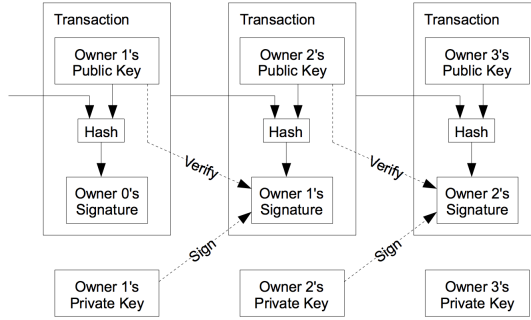 Transaction
Owner 1's
Public Key
Hash
Owner 0's
Signature
Transaction
Owner 2's
Public Key
Hash
Verify
Owner 1's
Signature
Transaction
Owner 3's
Public Key
Hash
Verify
Owner 2's
Signature
Sign
Sign
Owner 1's
Private Key
Owner 2's
Private Key
Owner 3's
Private Key